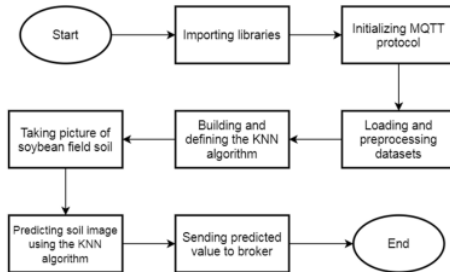 Start
Importing libraries
Initializing MQTT
protocol
Loading and
preprocessing
datasets
Building and
defining the KNN
algorithm
Taking picture of
soybean field soil
Predicting soil image
using the KNN
algorithm
Sending predicted
value to broker
End